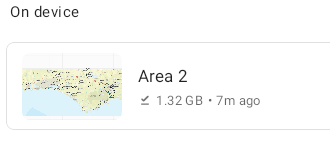 On device
Area 2
1.32 GB • 7m ago